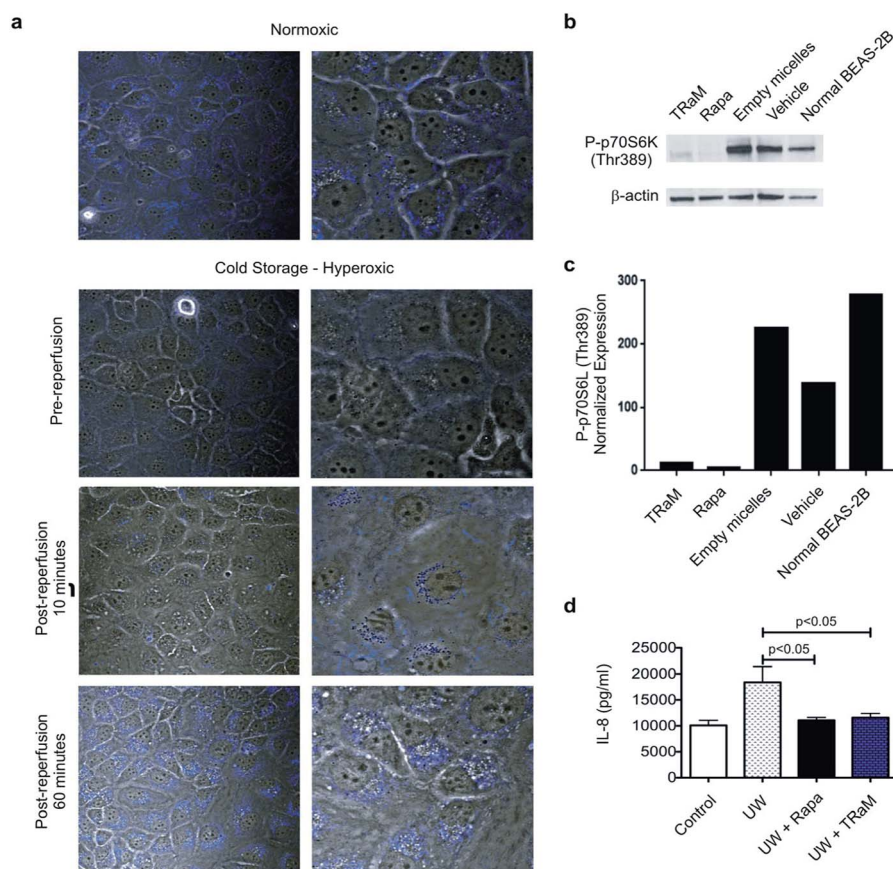 a
Normoxic
Cold Storage - Hyperoxic
Pre-reperfusion
Post-reperfusion
10 minutes
Post-reperfusion
60 minutes
b
TRaM
Rapa
Empty micelles
Vehicle
Normal BEAS-2B
P-p70S6K
(Thr389)
β-actin
c
P-p70S6L (Thr389)
Normalized Expression
300
200
100
0
TRaM
Rapa
Empty micelles
Vehicle
Normal BEAS-2B
d
p<0.05
p<0.05
IL-8 (pg/ml)
25000
20000
15000
10000
5000
0
Control
UW
UW + Rapa
UW + TRaM